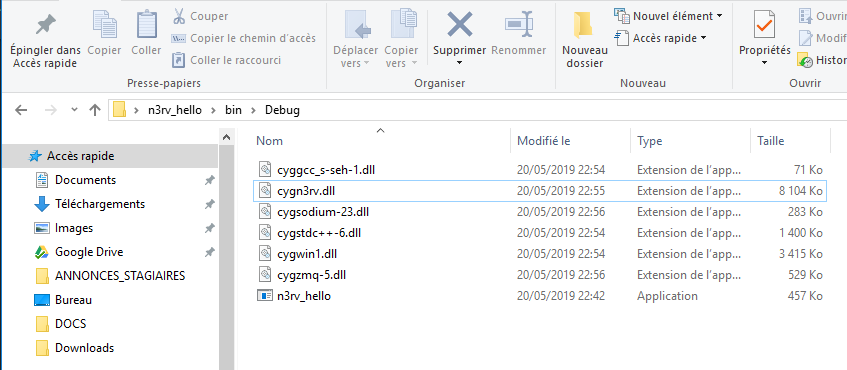 Épingler dans
Accès rapide
Copier
Coller
Couper
Copier le chemin d'accès
Coller le raccourci
Presse-papiers
Déplacer
vers
Copier
vers
Supprimer
Renommer
Organiser
Nouveau
dossier
Nouvel élément
Accès rapide
Nouveau
Propriétés
Ouvrir
Modif
Histor
Ouvrir
n3rv_hello
bin
Debug
Accès rapide
Documents
Téléchargements
Images
Google Drive
ANNONCES_STAGIAIRES
Bureau
DOCS
Downloads
Nom Modifié le Type Taille
cyggcc_s-seh-1.dll 20/05/2019 22:54 Extension de l'app... 71 Ko
cygn3rv.dll 20/05/2019 22:55 Extension de l'app... 8 104 Ko
cygsodium-23.dll 20/05/2019 22:56 Extension de l'app... 283 Ko
cygstdc++-6.dll 20/05/2019 22:54 Extension de l'app... 1 400 Ko
cygwin1.dll 20/05/2019 22:54 Extension de l'app... 3 415 Ko
cygzmq-5.dll 20/05/2019 22:56 Extension de l'app... 529 Ko
n3rv_hello 20/05/2019 22:42 Application 457 Ko